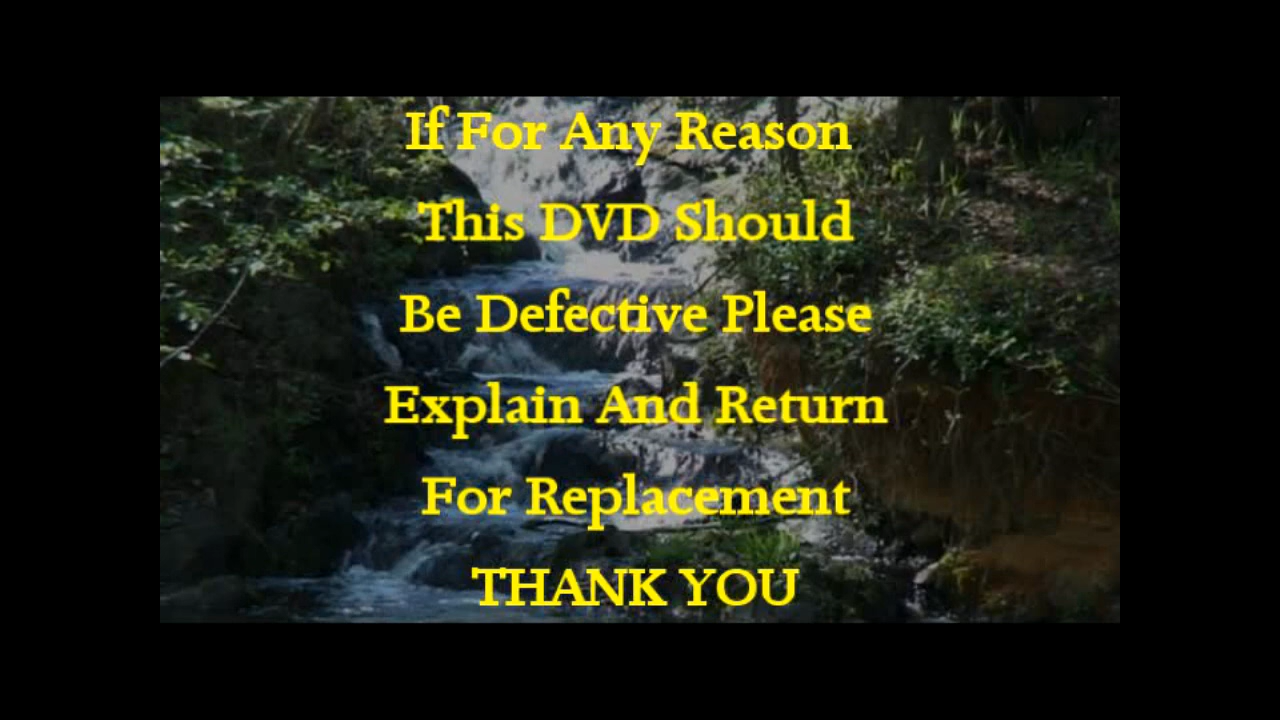 If For Any Reason
This DVD Should
Be Defective Please
Explain And Return
For Replacement
THANK YOU